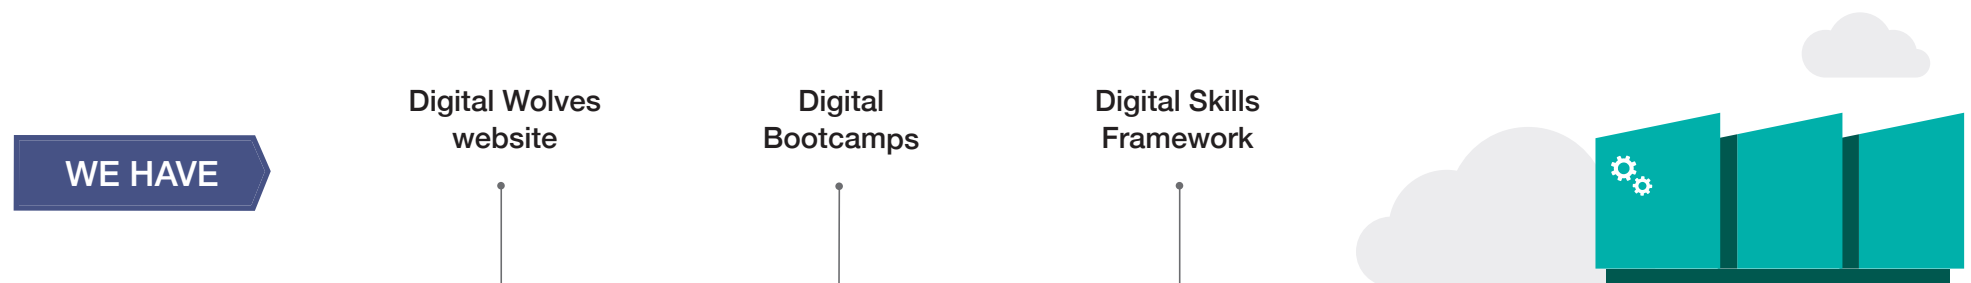 WE HAVE
Digital Wolves
website
Digital
Bootcamps
Digital Skills
Framework